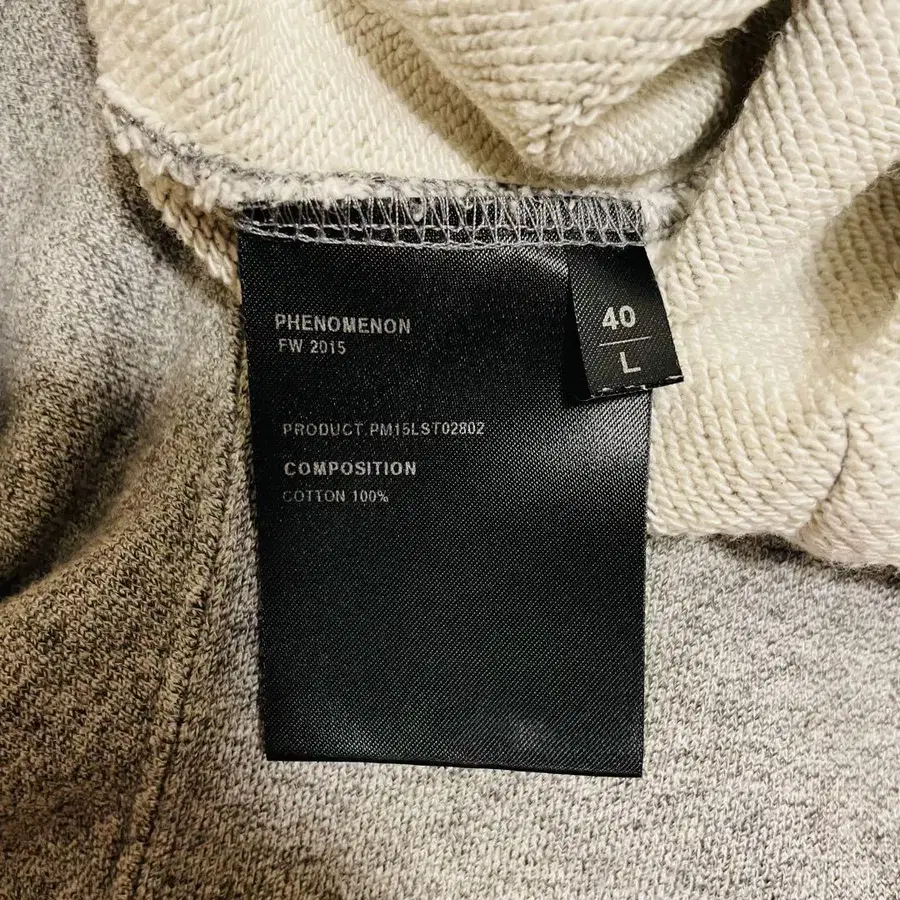 PHENOMENON
FW 2015
40
L
PRODUCT.PM15LST02802
COMPOSITION
COTTON 100%